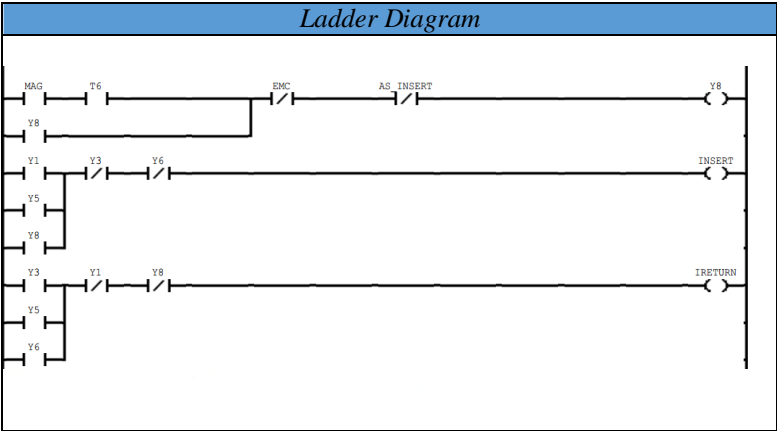 Ladder Diagram
MAG T6 EMC AS_INSERT Y8
Y8
Y1 Y3 Y6 INSERT
Y5
Y8
Y3 Y1 Y8 IRETURN
Y5
Y6